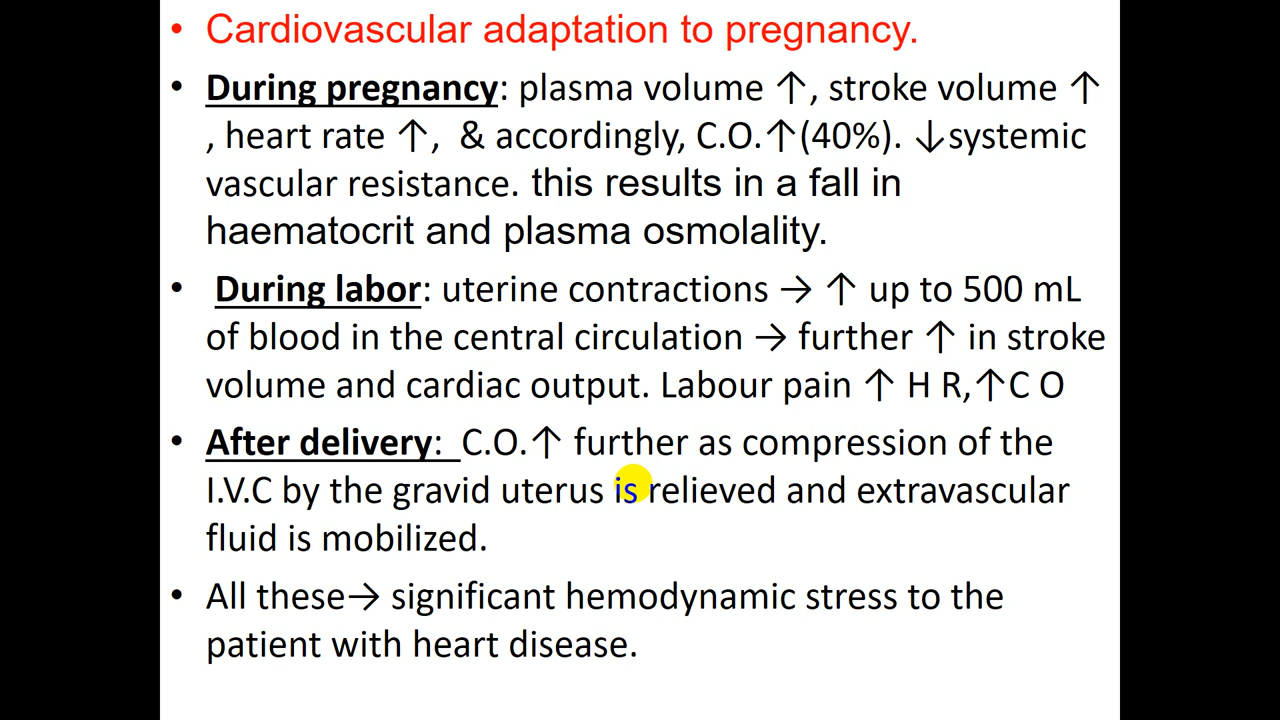 • Cardiovascular adaptation to pregnancy.
• During pregnancy: plasma volume ↑, stroke volume ↑
, heart rate ↑, & accordingly, C.O.↑(40%). ↓systemic
vascular resistance. this results in a fall in
haematocrit and plasma osmolality.
• During labor: uterine contractions → ↑ up to 500 mL
of blood in the central circulation → further ↑ in stroke
volume and cardiac output. Labour pain ↑ H R,↑C O
• After delivery: C.O.↑ further as compression of the
I.V.C by the gravid uterus is relieved and extravascular
fluid is mobilized.
• All these→ significant hemodynamic stress to the
patient with heart disease.